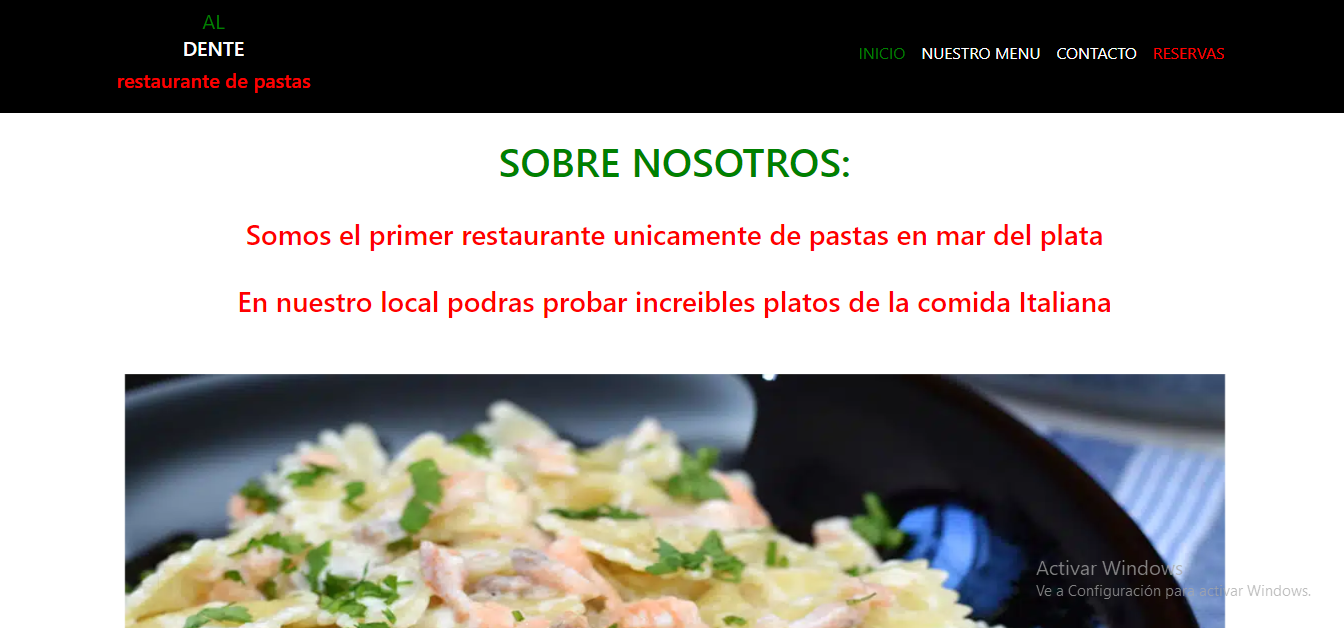 AL
DENTE
restaurante de pastas
INICIO NUESTRO MENU CONTACTO RESERVAS
SOBRE NOSOTROS:
Somos el primer restaurante unicamente de pastas en mar del plata
En nuestro local podras probar increibles platos de la comida Italiana
Activar Windows
Ve a Configuración para activar Windows.